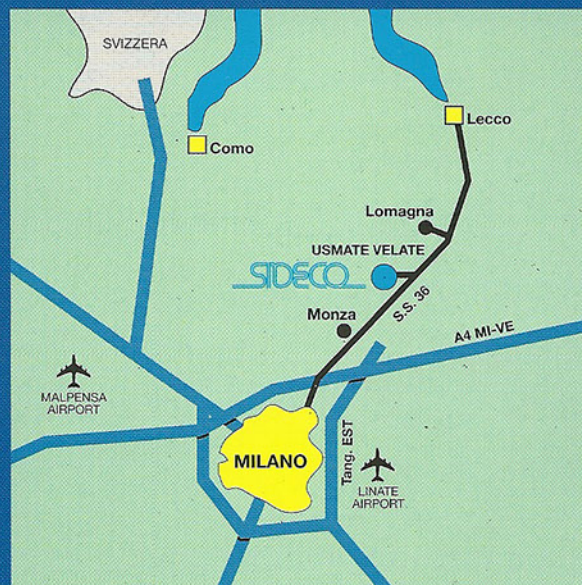 SVIZZERA
Como
Lecco
Lomagna
USMATE VELATE
SIDECO
S.S. 36
Monza
A4 MI-VE
MALPENSA
AIRPORT
MILANO
Tang. EST
LINATE
AIRPORT.